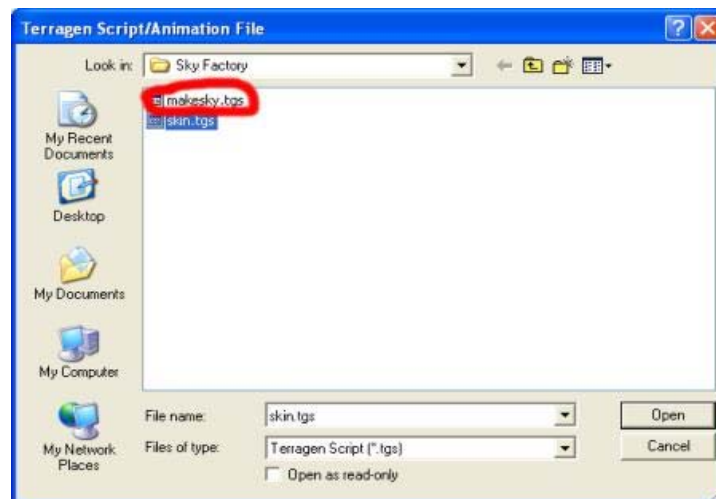 Terragen Script/Animation File
Look in: Sky Factory
makesky.tgs
skin.tgs
My Recent
Documents
Desktop
My Documents
My Computer
My Network
Places
File name: skin.tgs Open
Files of type: Terragen Script (*.tgs) Cancel
Open as read-only